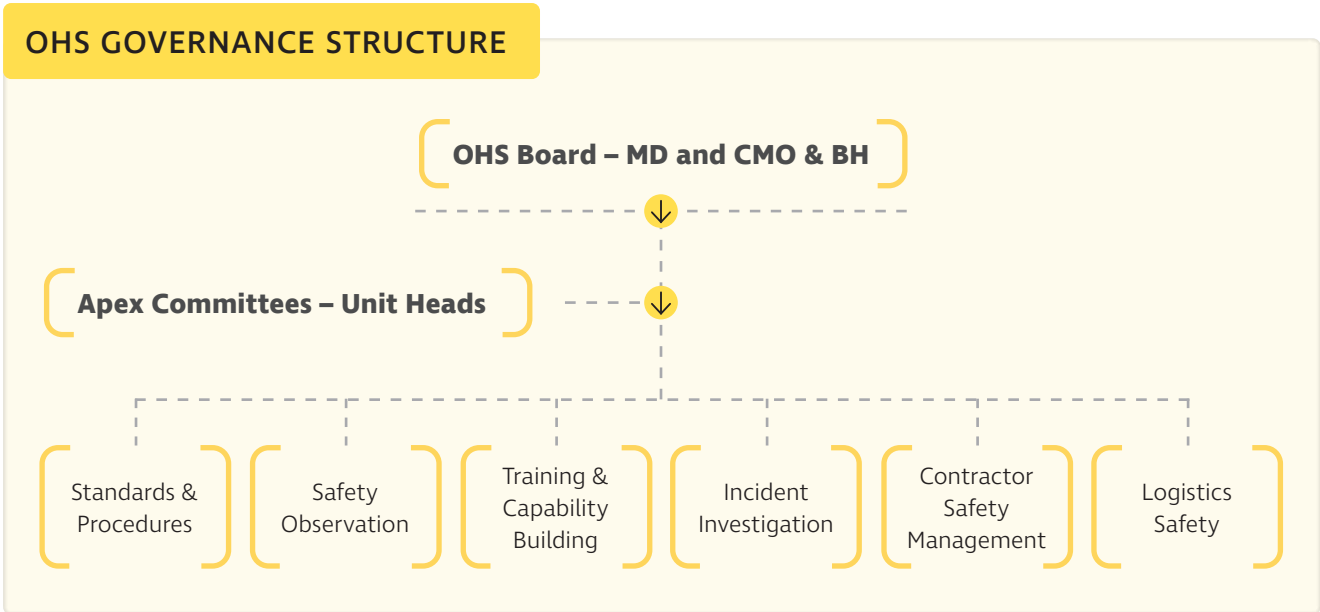 OHS GOVERNANCE STRUCTURE
OHS Board – MD and CMO & BH
Apex Committees – Unit Heads
Standards &
Procedures
Safety
Observation
Training &
Capability
Building
Incident
Investigation
Contractor
Safety
Management
Logistics
Safety